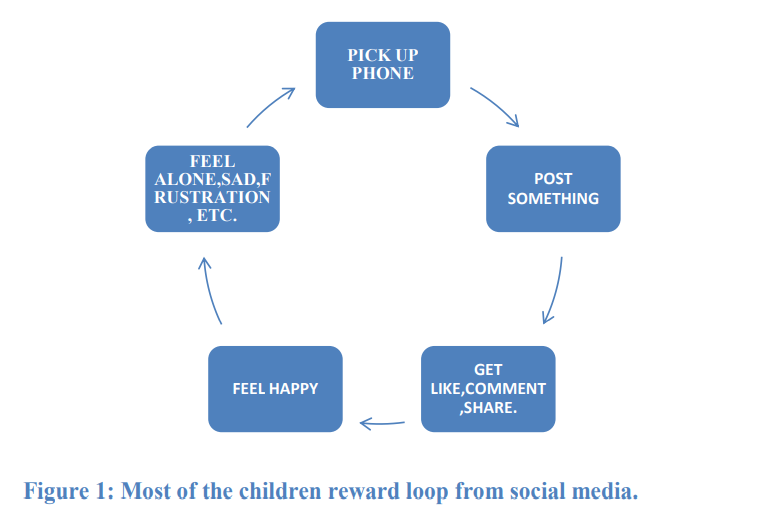 PICK UP
PHONE
POST
SOMETHING
GET
LIKE,COMMENT
,SHARE.
FEEL HAPPY
FEEL
ALONE,SAD,F
RUSTRATION
, ETC.
Figure 1: Most of the children reward loop from social media.